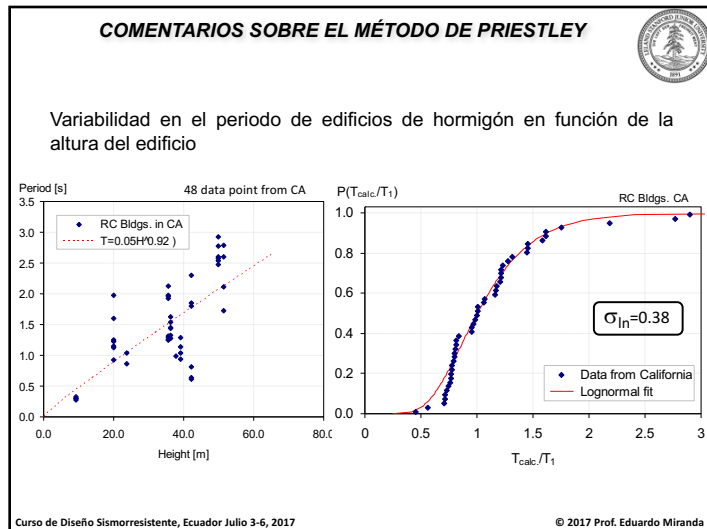 COMENTARIOS SOBRE EL MÉTODO DE PRIESTLEY
Variabilidad en el periodo de edificios de hormigón en función de la
altura del edificio
Period [s]
48 data point from CA
3.5
3.0
2.5
2.0
1.5
1.0
0.5
0.0
RC Bldgs. in CA
T=0.05H^0.92 )
0.0
20.0
40.0
60.0
80.0
Height [m]
P(Tcalc./T1)
RC Bldgs. CA
1.0
0.8
0.6
0.4
0.2
0.0
σln=0.38
Data from California
Lognormal fit
0
0.5
1
1.5
2
2.5
3
Tcalc./T1
Curso de Diseño Sismorresistente, Ecuador Julio 3-6, 2017
© 2017 Prof. Eduardo Miranda